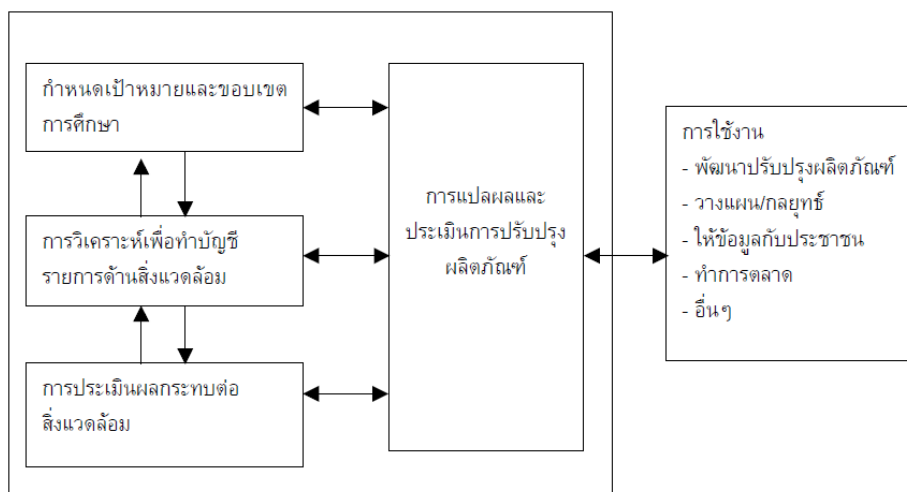 กำหนดเป้าหมายและขอบเขต
การศึกษา
การวิเคราะห์เพื่อทำบัญชี
รายการด้านสิ่งแวดล้อม
การประเมินผลกระทบต่อ
สิ่งแวดล้อม
การแปลผลและ
ประเมินการปรับปรุง
ผลิตภัณฑ์
การใช้งาน
- พัฒนาปรับปรุงผลิตภัณฑ์
- วางแผน/กลยุทธ์
- ให้ข้อมูลกับประชาชน
- ทำการตลาด
- อื่นๆ